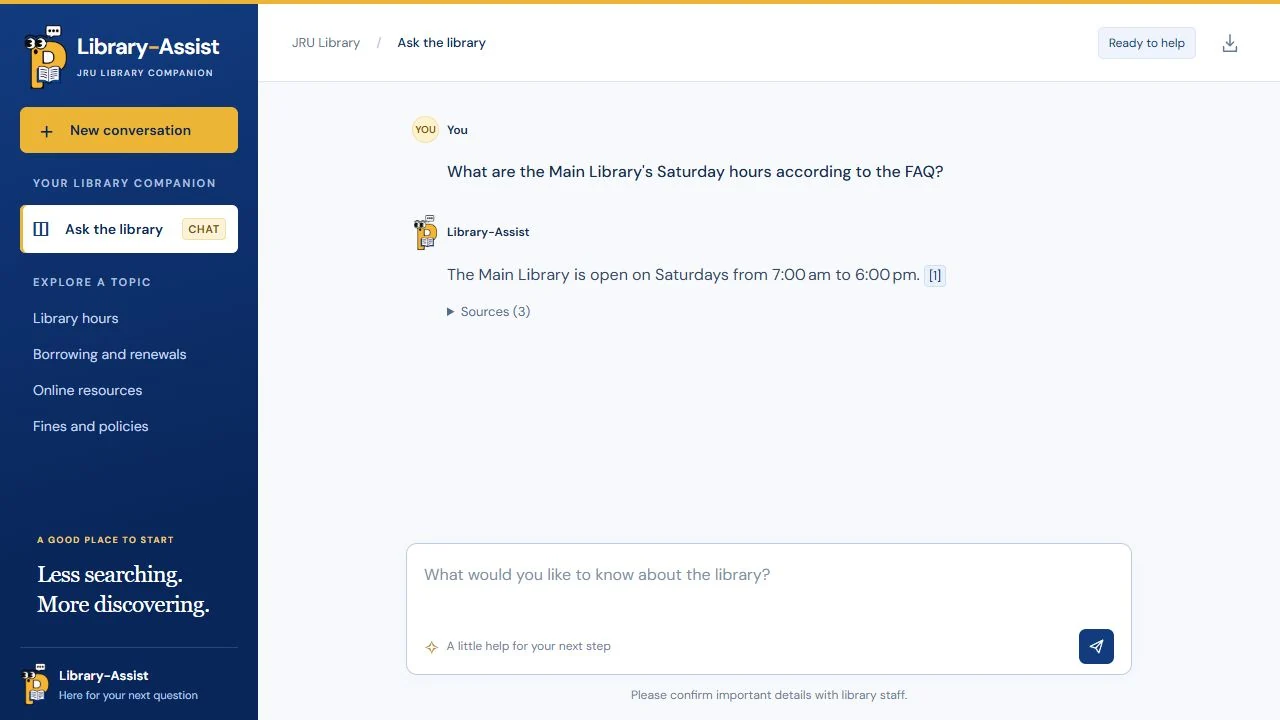 Library-Assist
JRU LIBRARY COMPANION
+ New conversation
YOUR LIBRARY COMPANION
Ask the library CHAT
EXPLORE A TOPIC
Library hours
Borrowing and renewals
Online resources
Fines and policies
A GOOD PLACE TO START
Less searching.
More discovering.
Library-Assist
Here for your next question
JRU Library / Ask the library
Ready to help
YOU You
What are the Main Library's Saturday hours according to the FAQ?
Library-Assist
The Main Library is open on Saturdays from 7:00 am to 6:00 pm. [1]
Sources (3)
What would you like to know about the library?
A little help for your next step
Please confirm important details with library staff.